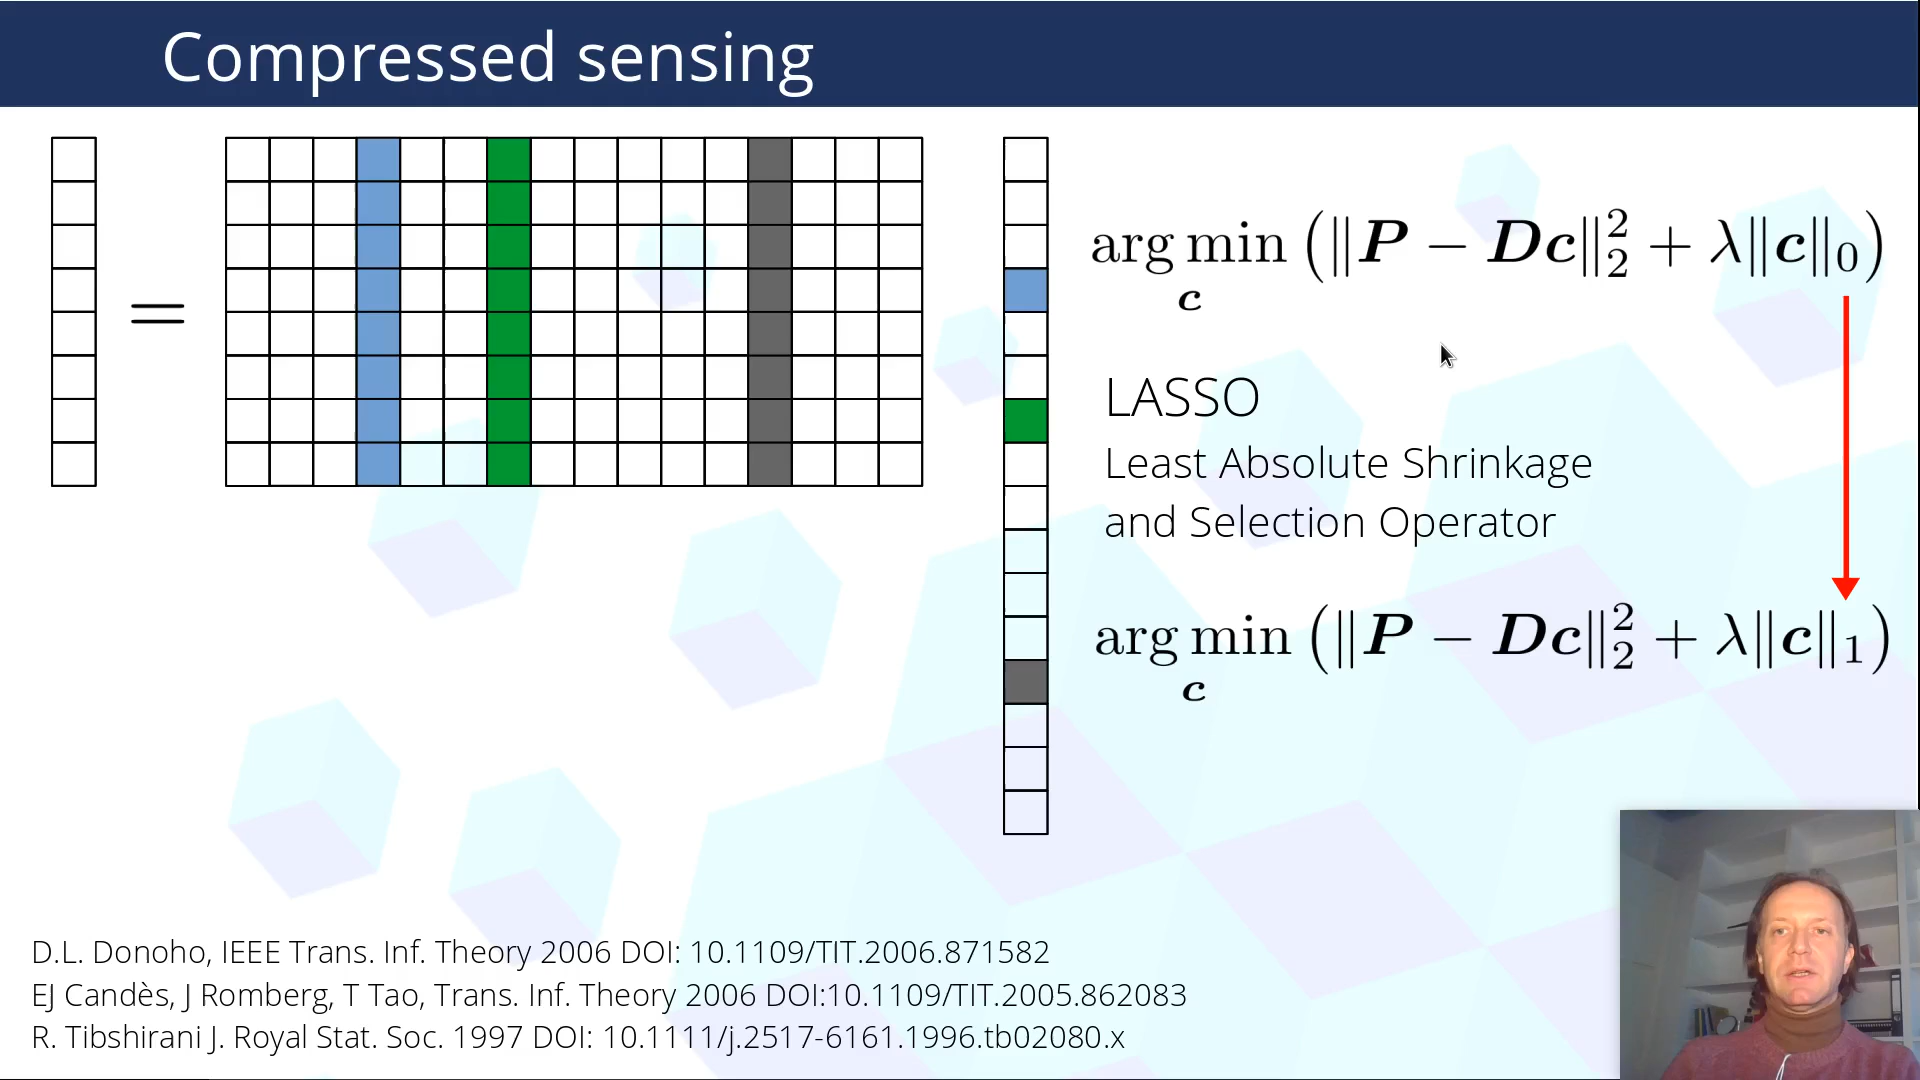 Compressed sensing
=
arg min (‖P − Dc‖₂² + λ‖c‖₀)
c
LASSO
Least Absolute Shrinkage
and Selection Operator
arg min (‖P − Dc‖₂² + λ‖c‖₁)
c
D.L. Donoho, IEEE Trans. Inf. Theory 2006 DOI: 10.1109/TIT.2006.871582
EJ Candès, J Romberg, T Tao, Trans. Inf. Theory 2006 DOI:10.1109/TIT.2005.862083
R. Tibshirani J. Royal Stat. Soc. 1997 DOI: 10.1111/j.2517-6161.1996.tb02080.x